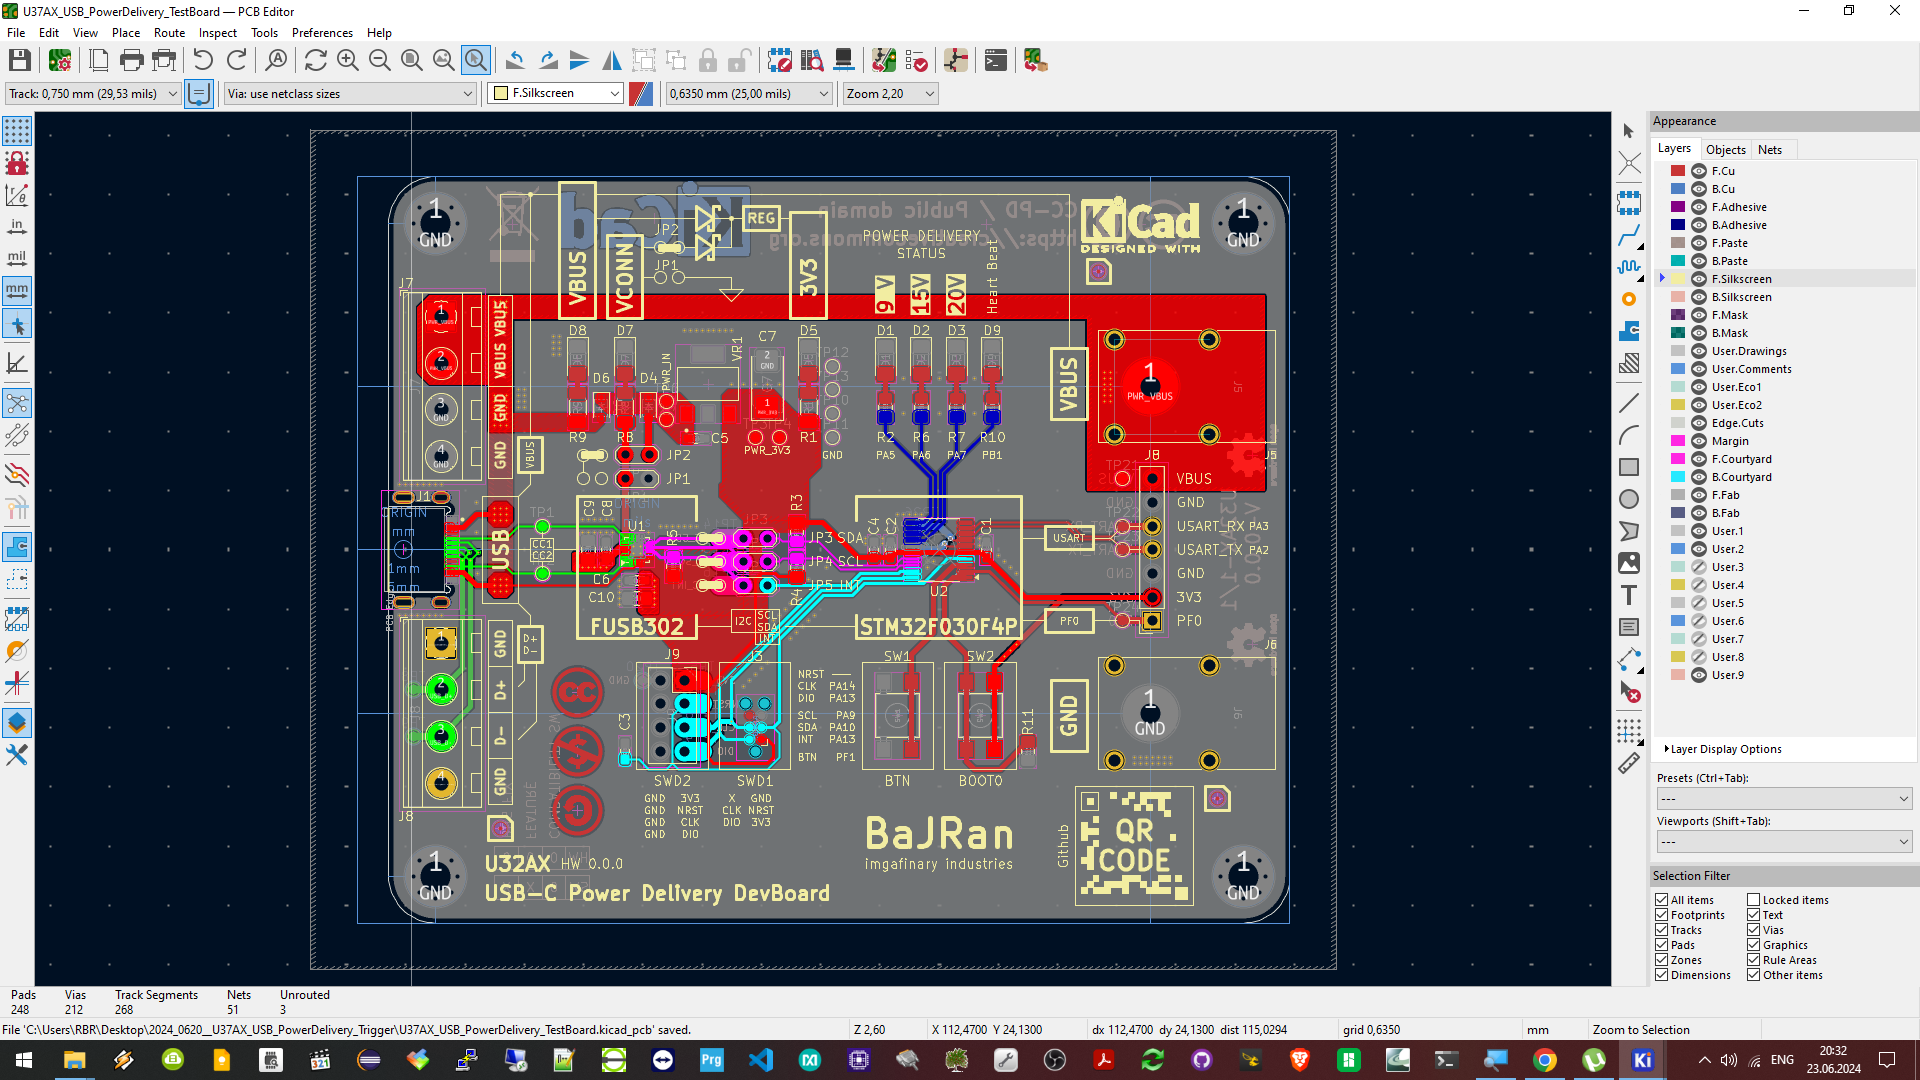 U37AX_USB_PowerDelivery_TestBoard — PCB Editor
File Edit View Place Route Inspect Tools Preferences Help
Track: 0,750 mm (29,53 mils)
Via: use netclass sizes
F.Silkscreen
0,6350 mm (25,00 mils)
Zoom 2,20
Appearance
Layers Objects Nets
F.Cu
B.Cu
F.Adhesive
B.Adhesive
F.Paste
B.Paste
F.Silkscreen
B.Silkscreen
F.Mask
B.Mask
User.Drawings
User.Comments
User.Eco1
User.Eco2
Edge.Cuts
Margin
F.Courtyard
B.Courtyard
F.Fab
B.Fab
User.1
User.2
User.3
User.4
User.5
User.6
User.7
User.8
User.9
Layer Display Options
Presets (Ctrl+Tab):
---
Viewports (Shift+Tab):
---
Selection Filter
All items Locked items
Footprints Text
Tracks Vias
Pads Graphics
Zones Rule Areas
Dimensions Other items
in
mil
mm
1
GND
1
GND
CC-PD / Public domain
REG
KiCad
DESIGNED WITH
POWER DELIVERY
STATUS
JP2
JP1
VBUS
VCONN
3V3
9 V
15V
20V
Heart Beat
J7
VBUS VBUS
GND GND
D8 D7 C7 D5 D1 D2 D3 D9
VR1
PWR_IN
D6 D4
VBUS
1
PWR_VBUS
R9 R8 C5 R1 R2 R6 R7 R10
PWR_3V3 GND PA5 PA6 PA7 PB1
JP2
JP1
VBUS
J5
J8
VBUS
GND
USART_RX PA3
USART_TX PA2
GND
3V3
PF0
J1
ORIGIN
USB
TP1
CC1
CC2
C9 C8
U1
R5
R3
JP3 SDA
JP4 SCL
JP5 INT
R4
C4 C2 C1
U2
USART
PF0
C6
C10
FUSB302
I2C
SCL
SDA
INT
STM32F030F4P
J6
GND
D+
D-
GND
D+
D-
J9 J3
SW1 SW2
NRST
CLK PA14
DIO PA13
SCL PA9
SDA PA10
INT PA13
BTN PF1
C3
R11
GND
1
GND
SWD2 SWD1
BTN BOOT0
GND 3V3 X GND
GND NRST CLK NRST
GND CLK DIO 3V3
GND DIO
J8
U32AX HW 0.0.0
USB-C Power Delivery DevBoard
BaJRan
imgafinary industries
Github
QR
CODE
1
GND
1
GND
Pads Vias Track Segments Nets Unrouted
248 212 268 51 3
File 'C:\Users\RBR\Desktop\2024_0620__U37AX_USB_PowerDelivery_Trigger\U37AX_USB_PowerDelivery_TestBoard.kicad_pcb' saved.
Z 2,60
X 112,4700 Y 24,1300
dx 112,4700 dy 24,1300 dist 115,0294
grid 0,6350
mm
Zoom to Selection
321
Prg
Ki
ENG
20:32
23.06.2024